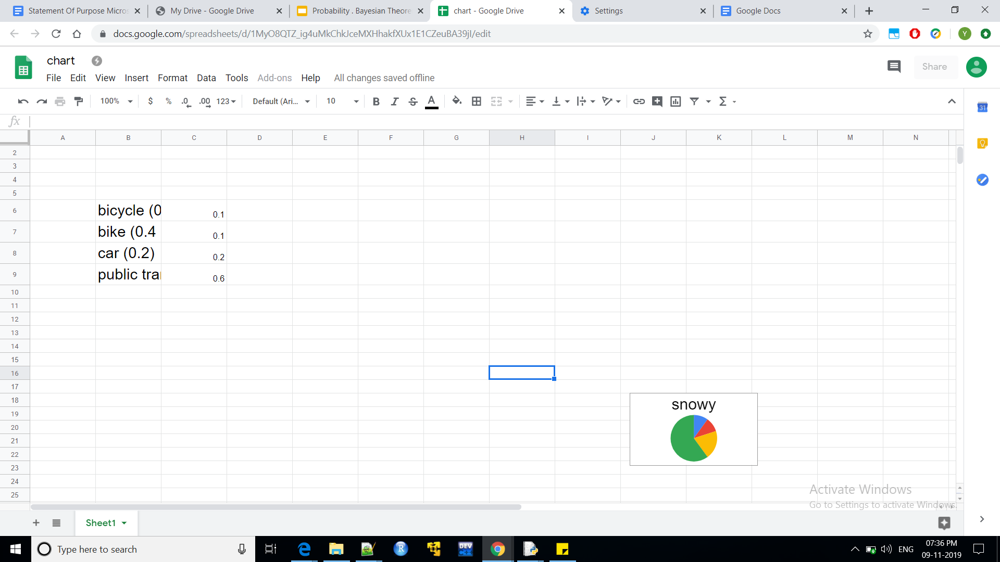 Statement Of Purpose Micros
My Drive - Google Drive
Probability . Bayesian Theore
chart - Google Drive
Settings
Google Docs
docs.google.com/spreadsheets/d/1MyO8QTZ_ig4uMkChkJceMXHhakfXUx1E1CZeuBA39jI/edit
Y
chart
File Edit View Insert Format Data Tools Add-ons Help All changes saved offline
Share
100% $ % .0 .00 123 Default (Ari... 10 B I S A Σ
31
fx
A B C D E F G H I J K L M N
2
3
4
5
6 bicycle (0 0.1
7 bike (0.4 0.1
8 car (0.2) 0.2
9 public tra 0.6
10
11
12
13
14
15
16
17
18
19
20
21
22
23
24
25
snowy
Activate Windows
Go to Settings to activate Windows.
Sheet1
Type here to search
R
DEV
C++
ENG
07:36 PM
09-11-2019